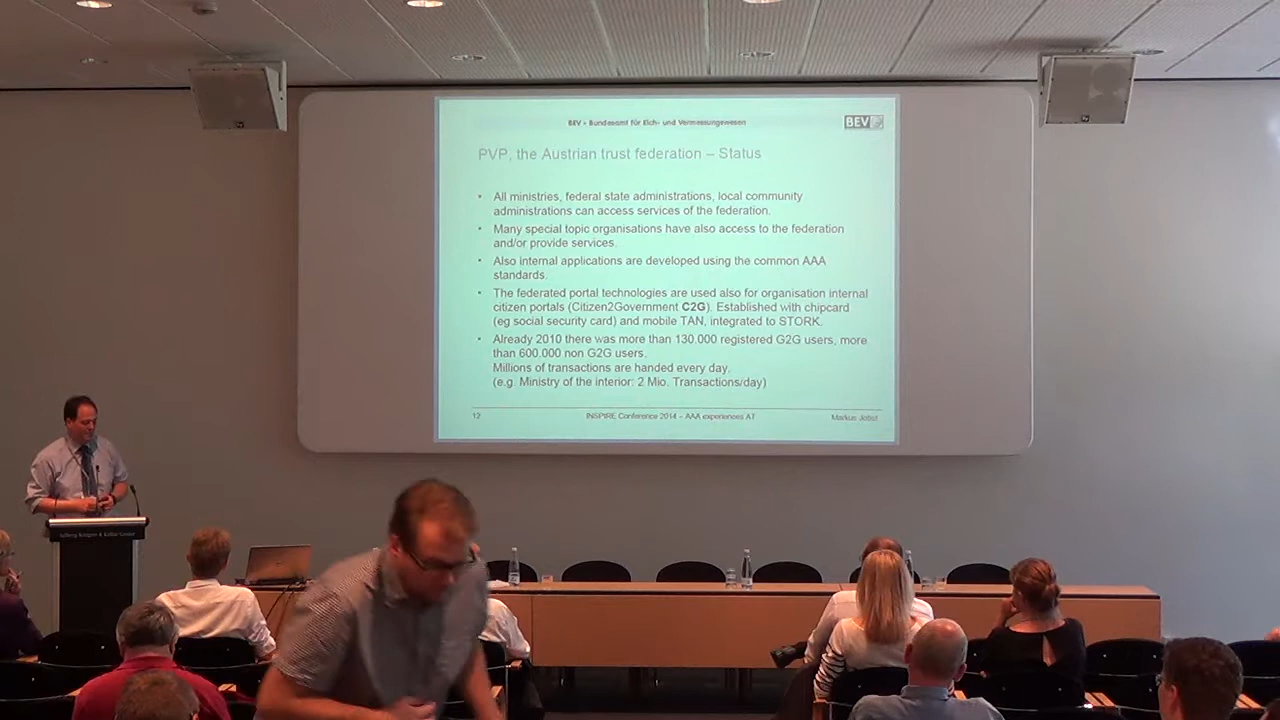 BEV - Bundesamt für Eich- und Vermessungswesen
BEV
PVP, the Austrian trust federation – Status
• All ministries, federal state administrations, local community
administrations can access services of the federation.
• Many special topic organisations have also access to the federation
and/or provide services.
• Also internal applications are developed using the common AAA
standards.
• The federated portal technologies are used also for organisation internal
citizen portals (Citizen2Government C2G). Established with chipcard
(eg social security card) and mobile TAN, integrated to STORK.
• Already 2010 there was more than 130.000 registered G2G users, more
than 600.000 non G2G users.
Millions of transactions are handed every day.
(e.g. Ministry of the interior: 2 Mio. Transactions/day)
12
INSPIRE Conference 2014 – AAA experiences AT
Markus Jobst
Aalborg Kongres & Kultur Center